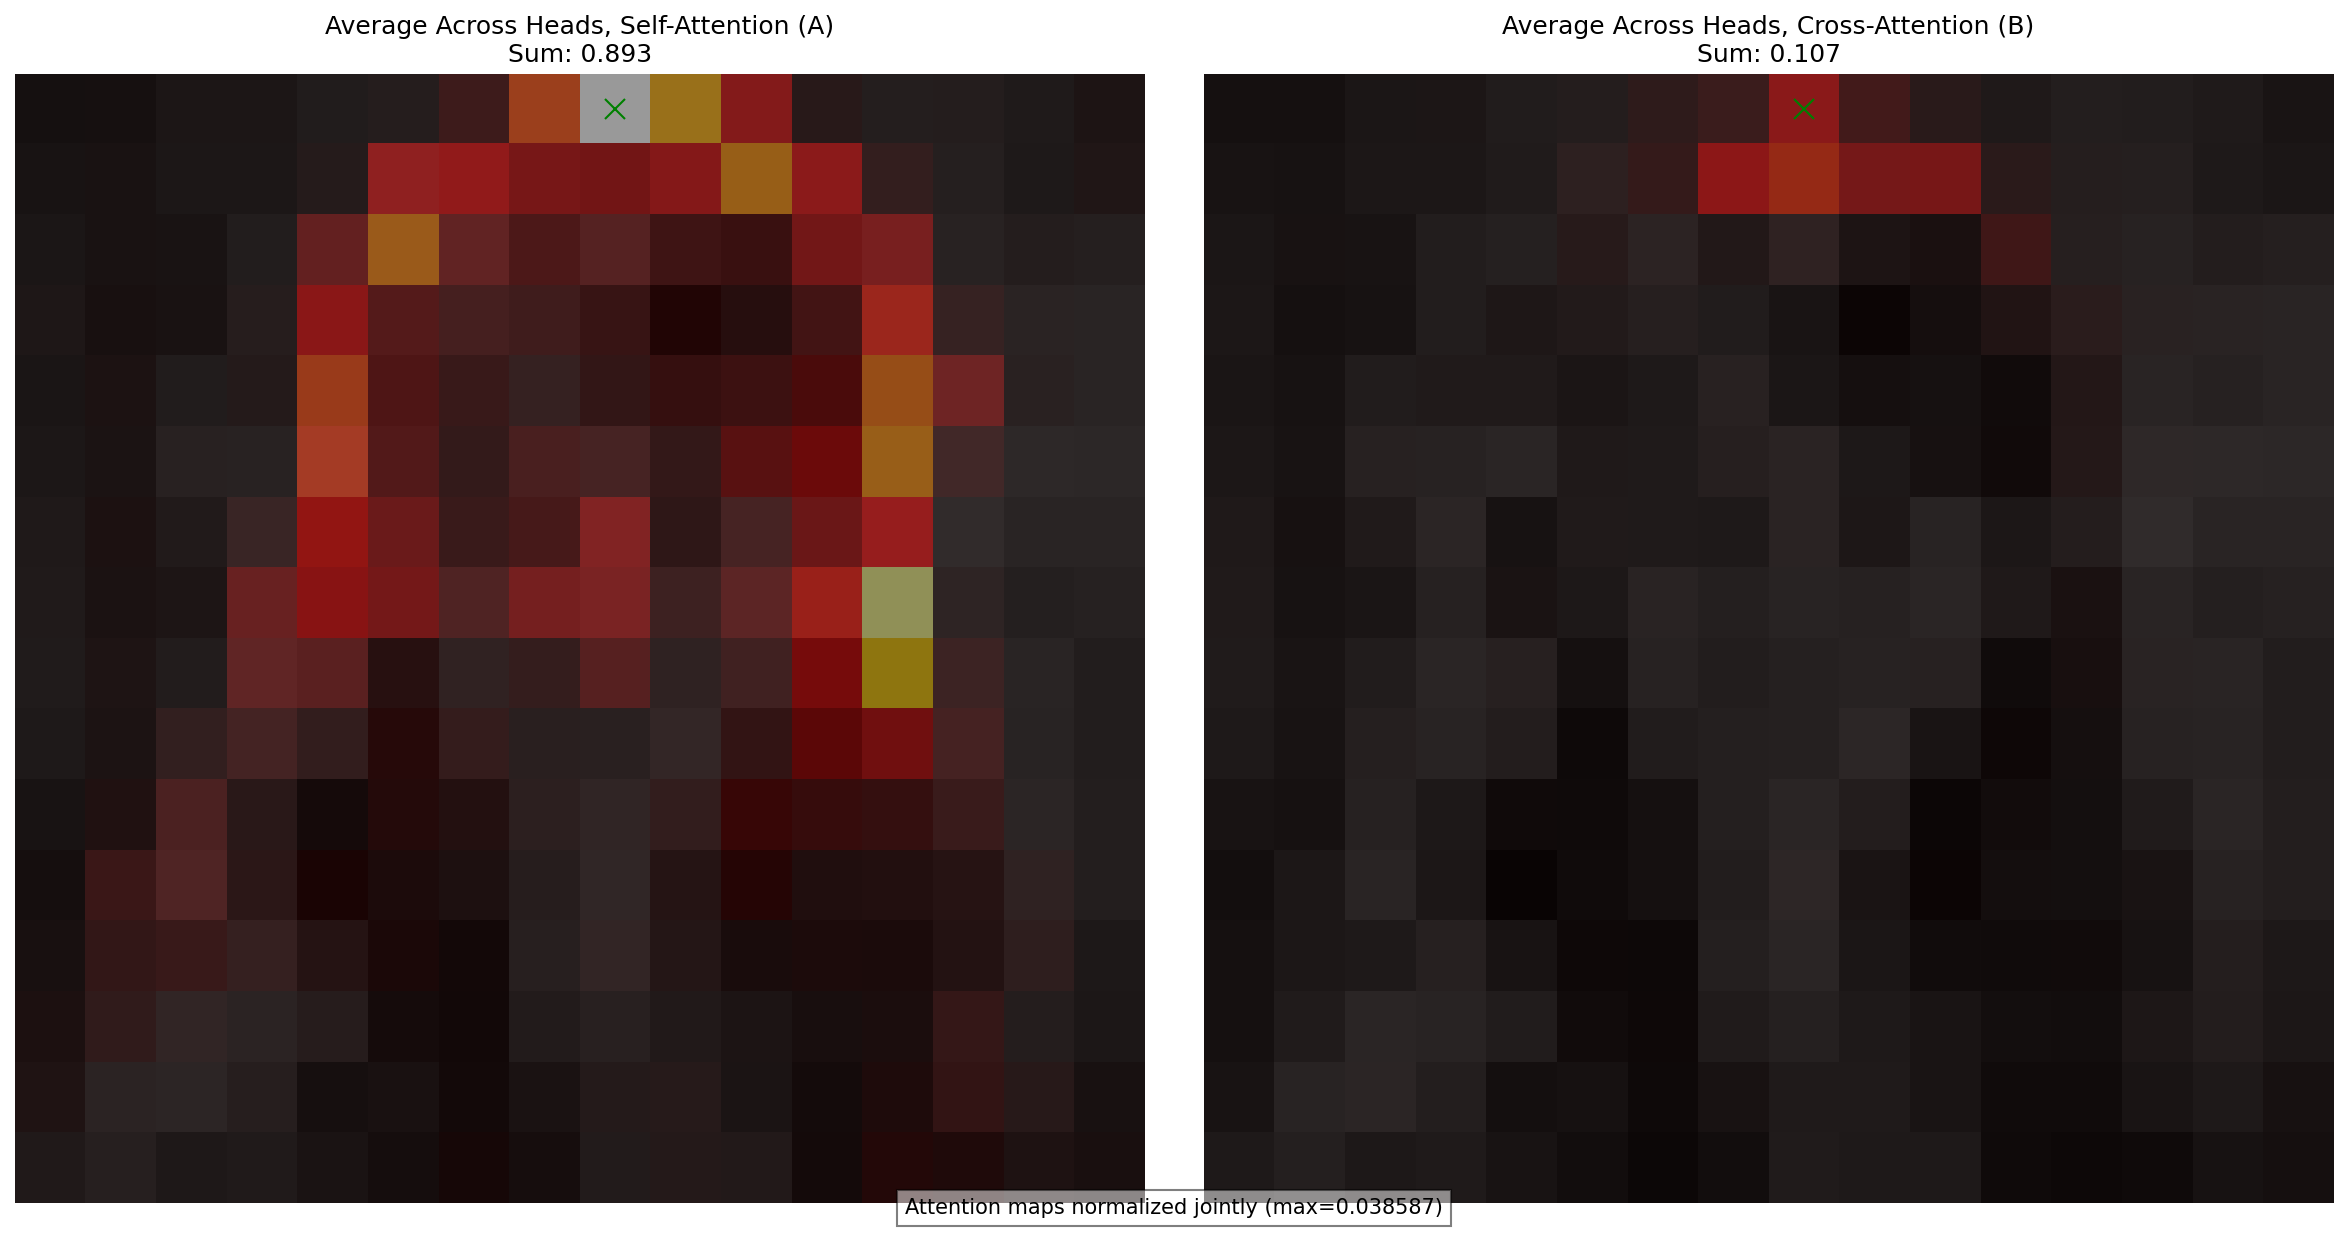 Average Across Heads, Self-Attention (A)
Sum: 0.893
Average Across Heads, Cross-Attention (B)
Sum: 0.107
Attention maps normalized jointly (max=0.038587)